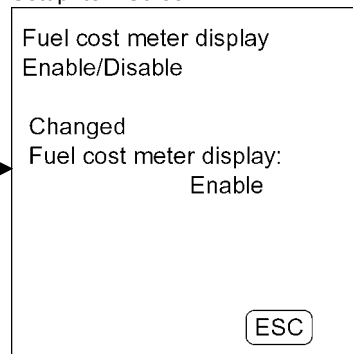 Fuel cost meter display
Enable/Disable
Changed
Fuel cost meter display:
Enable
ESC